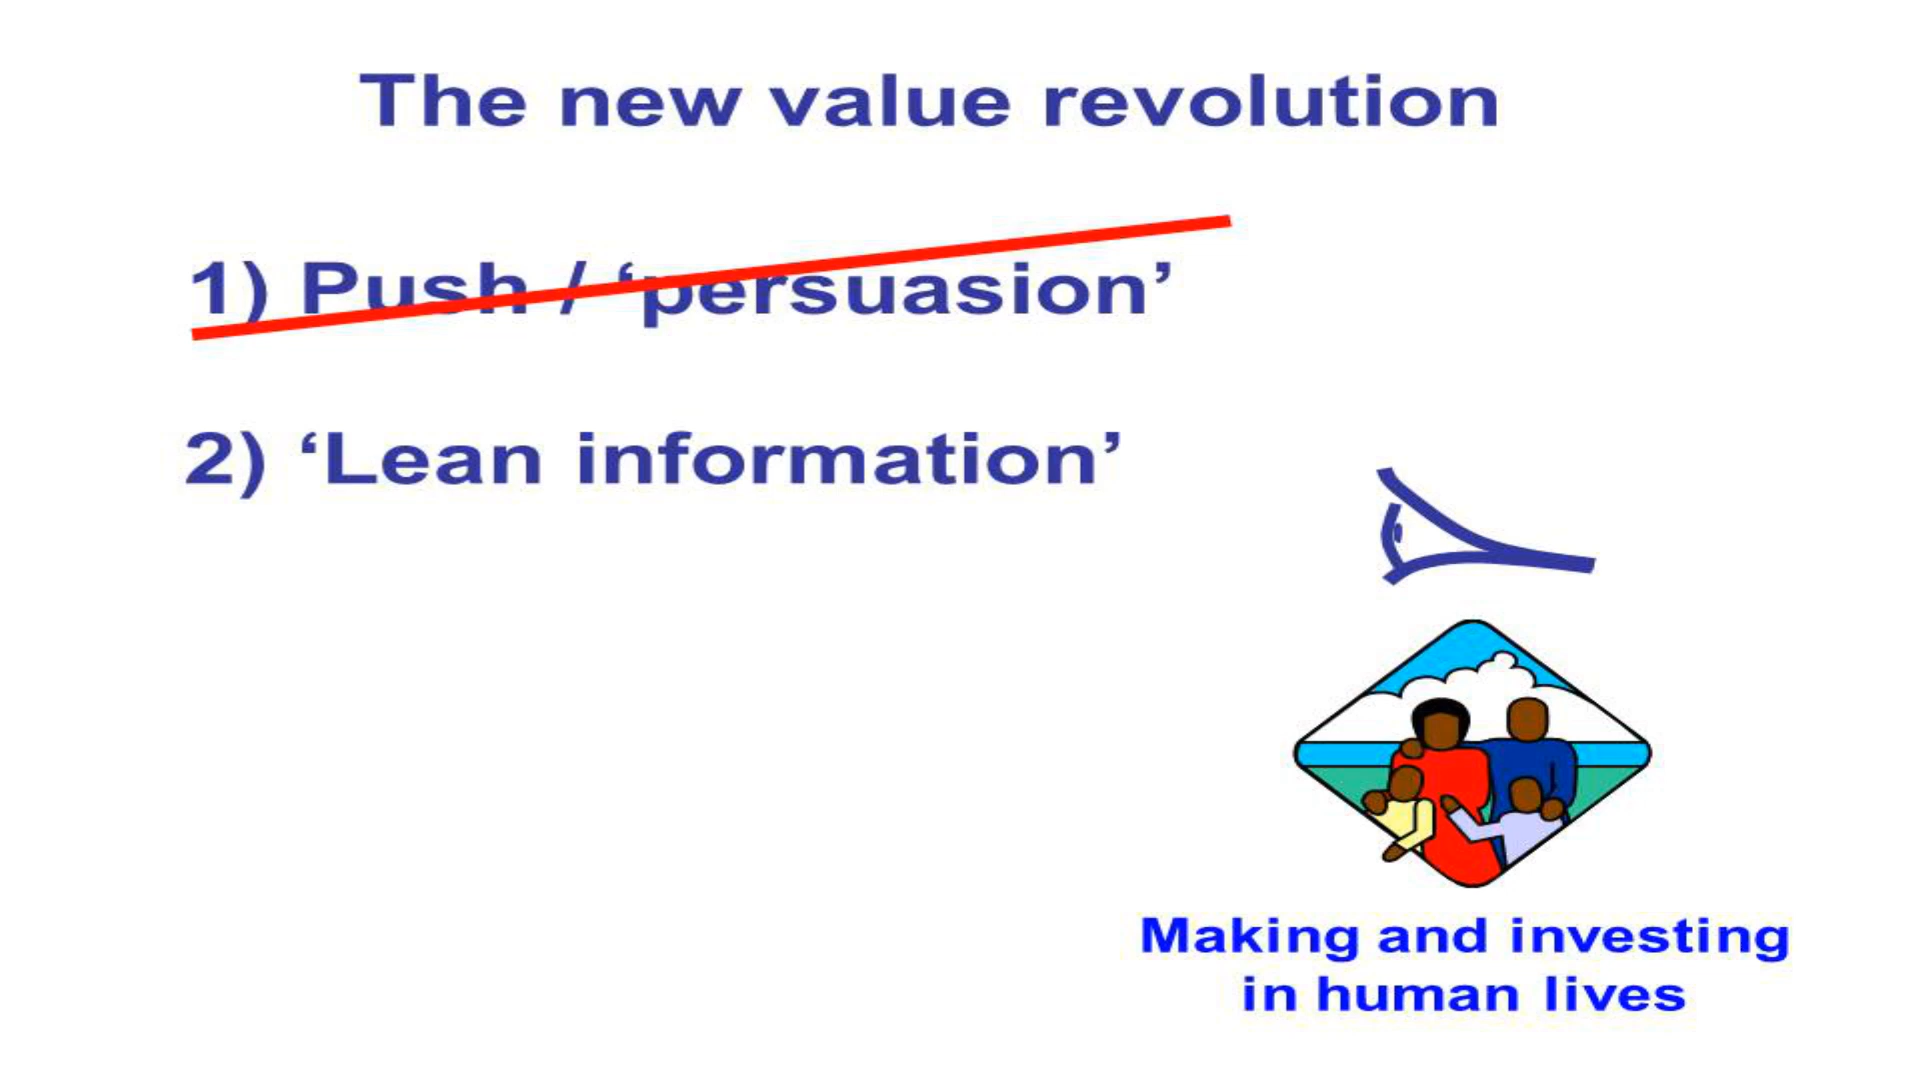 The new value revolution
1) Push / ‘persuasion’
2) ‘Lean information’
Making and investing
in human lives